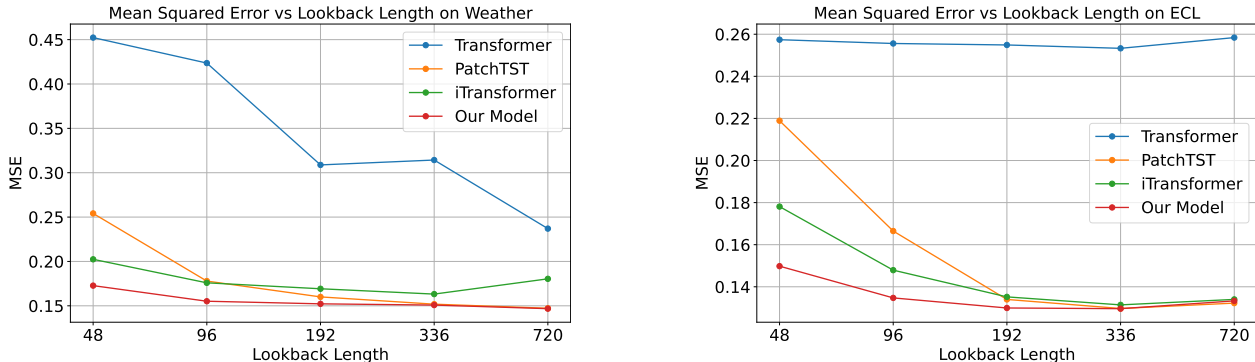 Mean Squared Error vs Lookback Length on Weather
MSE
0.45
0.40
0.35
0.30
0.25
0.20
0.15
Transformer
PatchTST
iTransformer
Our Model
48 96 192 336 720
Lookback Length
Mean Squared Error vs Lookback Length on ECL
MSE
0.26
0.24
0.22
0.20
0.18
0.16
0.14
Transformer
PatchTST
iTransformer
Our Model
48 96 192 336 720
Lookback Length